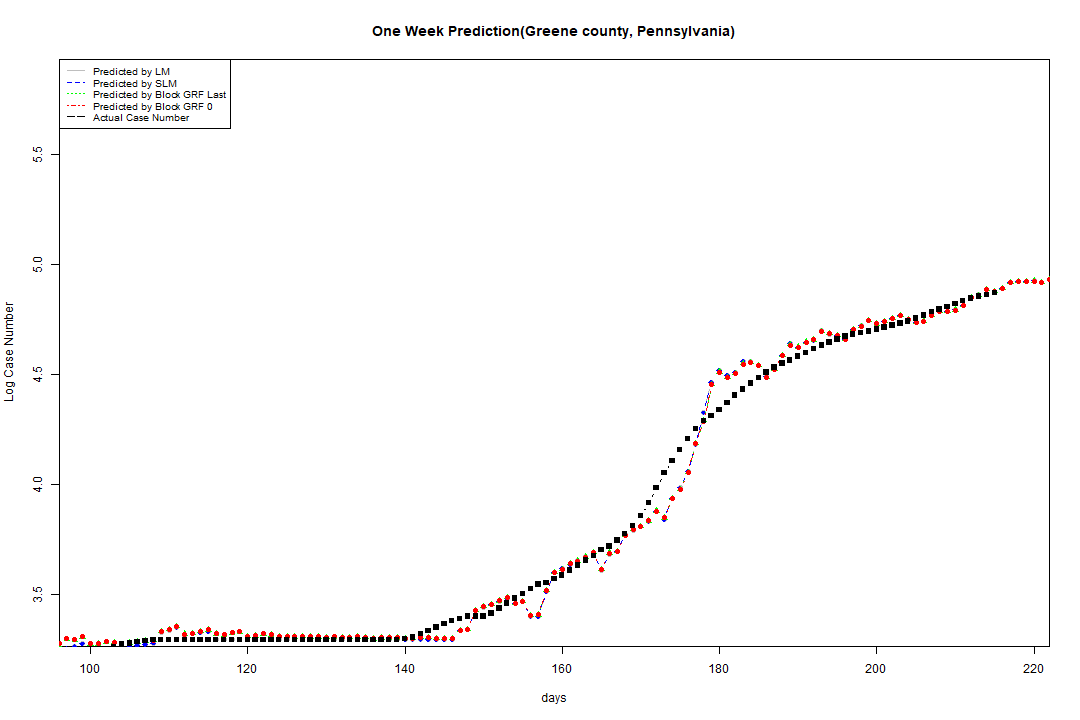 One Week Prediction(Greene county, Pennsylvania)
Predicted by LM
Predicted by SLM
Predicted by Block GRF Last
Predicted by Block GRF 0
Actual Case Number
5.5
5.0
4.5
4.0
3.5
Log Case Number
100 120 140 160 180 200 220
days